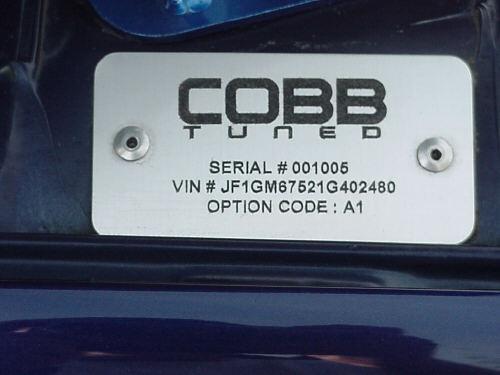 COBB
TUNED
SERIAL # 001005
VIN # JF1GM67521G402480
OPTION CODE : A1